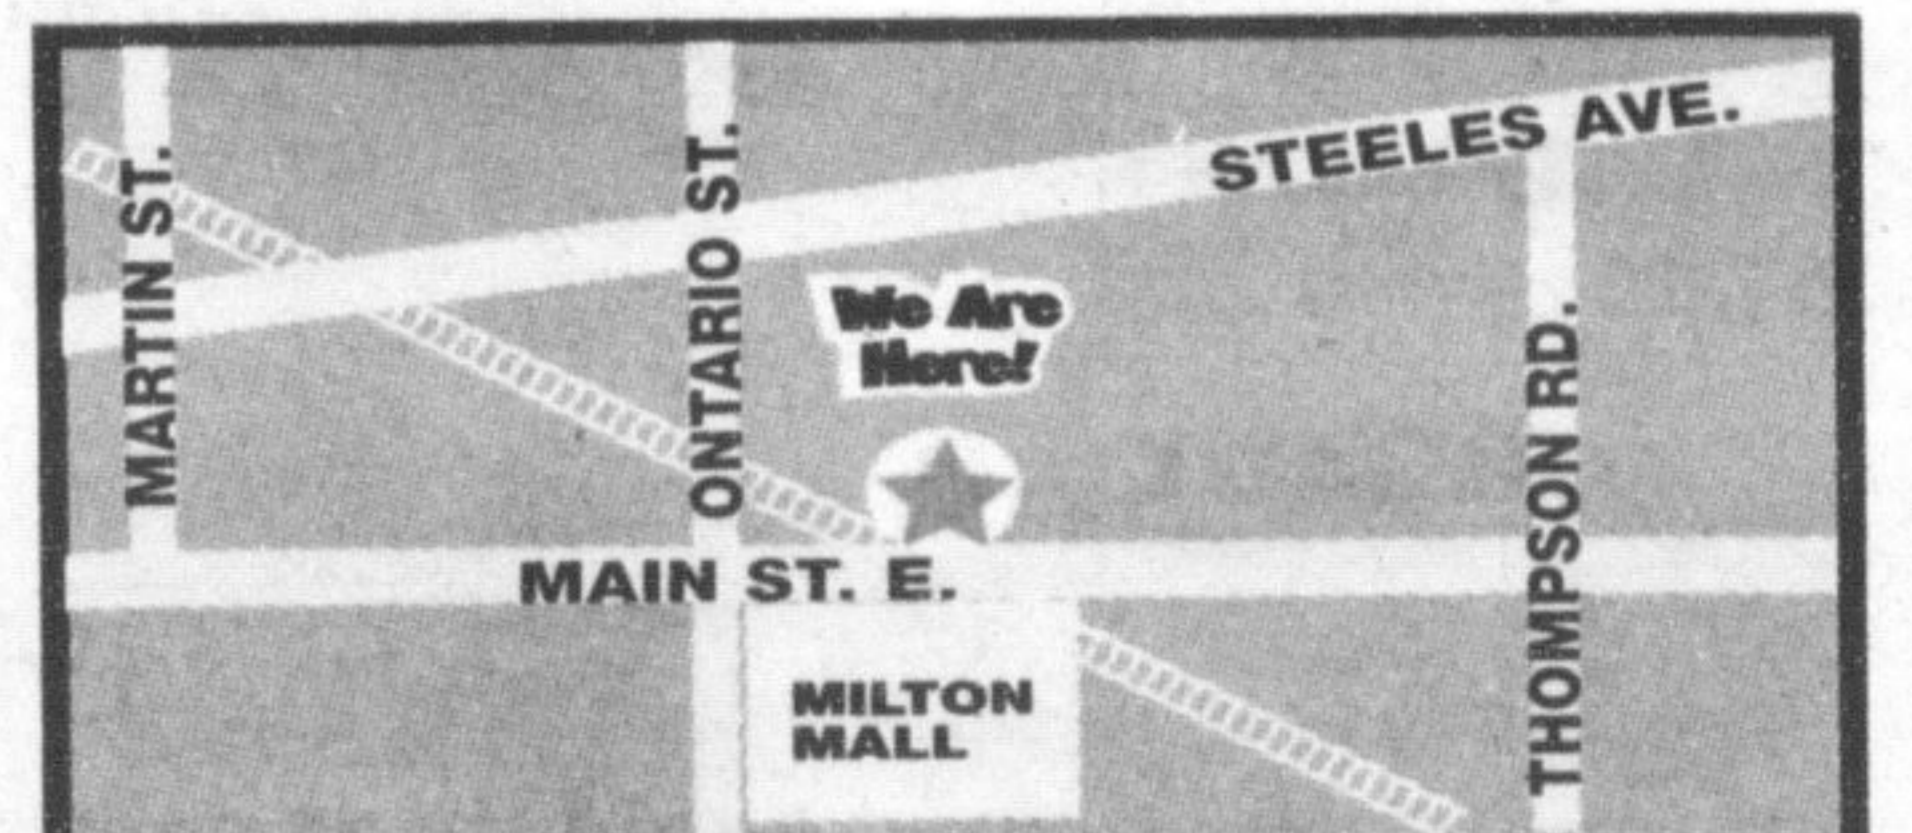 MARTIN ST.
ONTARIO ST.
STEELES AVE.
We Are
Here!
THOMPSON RD.
MAIN ST. E.
MILTON
MALL